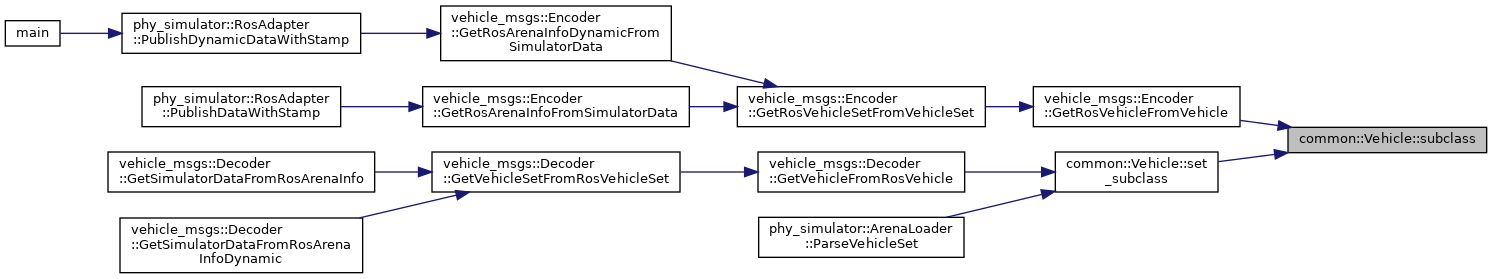 main
phy_simulator::RosAdapter
::PublishDynamicDataWithStamp
vehicle_msgs::Encoder
::GetRosArenaInfoDynamicFrom
SimulatorData
phy_simulator::RosAdapter
::PublishDataWithStamp
vehicle_msgs::Encoder
::GetRosArenaInfoFromSimulatorData
vehicle_msgs::Encoder
::GetRosVehicleSetFromVehicleSet
vehicle_msgs::Encoder
::GetRosVehicleFromVehicle
common::Vehicle::subclass
vehicle_msgs::Decoder
::GetSimulatorDataFromRosArenaInfo
vehicle_msgs::Decoder
::GetVehicleSetFromRosVehicleSet
vehicle_msgs::Decoder
::GetVehicleFromRosVehicle
common::Vehicle::set
_subclass
vehicle_msgs::Decoder
::GetSimulatorDataFromRosArena
InfoDynamic
phy_simulator::ArenaLoader
::ParseVehicleSet